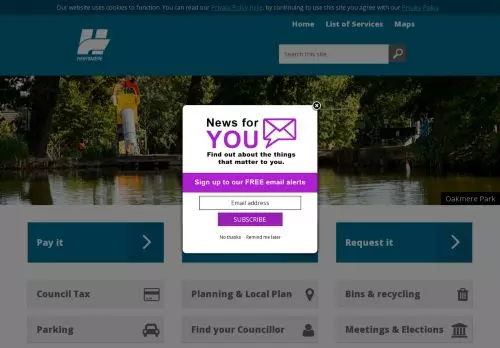 Our website uses cookies to function. You can read our Privacy Policy here, by continuing to use this site you agree with our Privacy Policy
Home List of Services Maps
HERTSMERE
Search this site...
News for
YOU
Find out about the things
that matter to you.
Sign up to our FREE email alerts
Email address
SUBSCRIBE
No thanks Remind me later
Oakmere Park
Pay it
Request it
Council Tax
Planning & Local Plan
Bins & recycling
Parking
Find your Councillor
Meetings & Elections